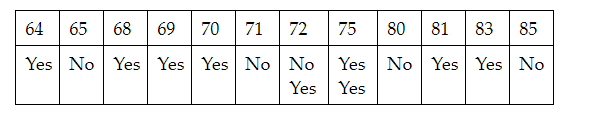 64 65 68 69 70 71 72 75 80 81 83 85
Yes No Yes Yes Yes No No Yes No Yes Yes No
Yes Yes